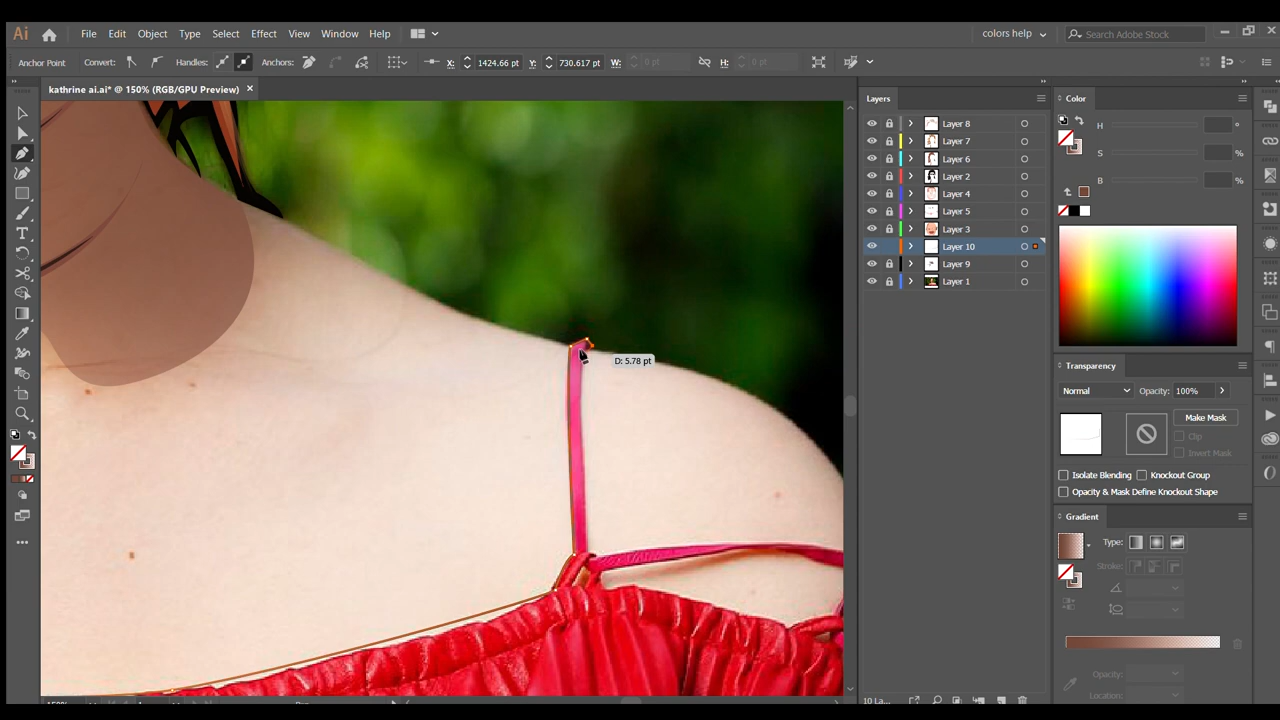 Ai File Edit Object Type Select Effect View Window Help colors help Search Adobe Stock
Anchor Point Convert: Handles: Anchors: X: 1424.66 pt Y: 730.617 pt W: 0 pt H: 0 pt
kathrine ai.ai* @ 150% (RGB/GPU Preview) ×
Layers
Layer 8
Layer 7
Layer 6
Layer 2
Layer 4
Layer 5
Layer 3
Layer 10
Layer 9
Layer 1
D: 5.78 pt
Color
H °
S %
B %
Transparency
Normal Opacity: 100%
Make Mask
Clip
Invert Mask
Isolate Blending Knockout Group
Opacity & Mask Define Knockout Shape
Gradient
Type:
Stroke:
Opacity:
Location:
150%
Pen
10 La...